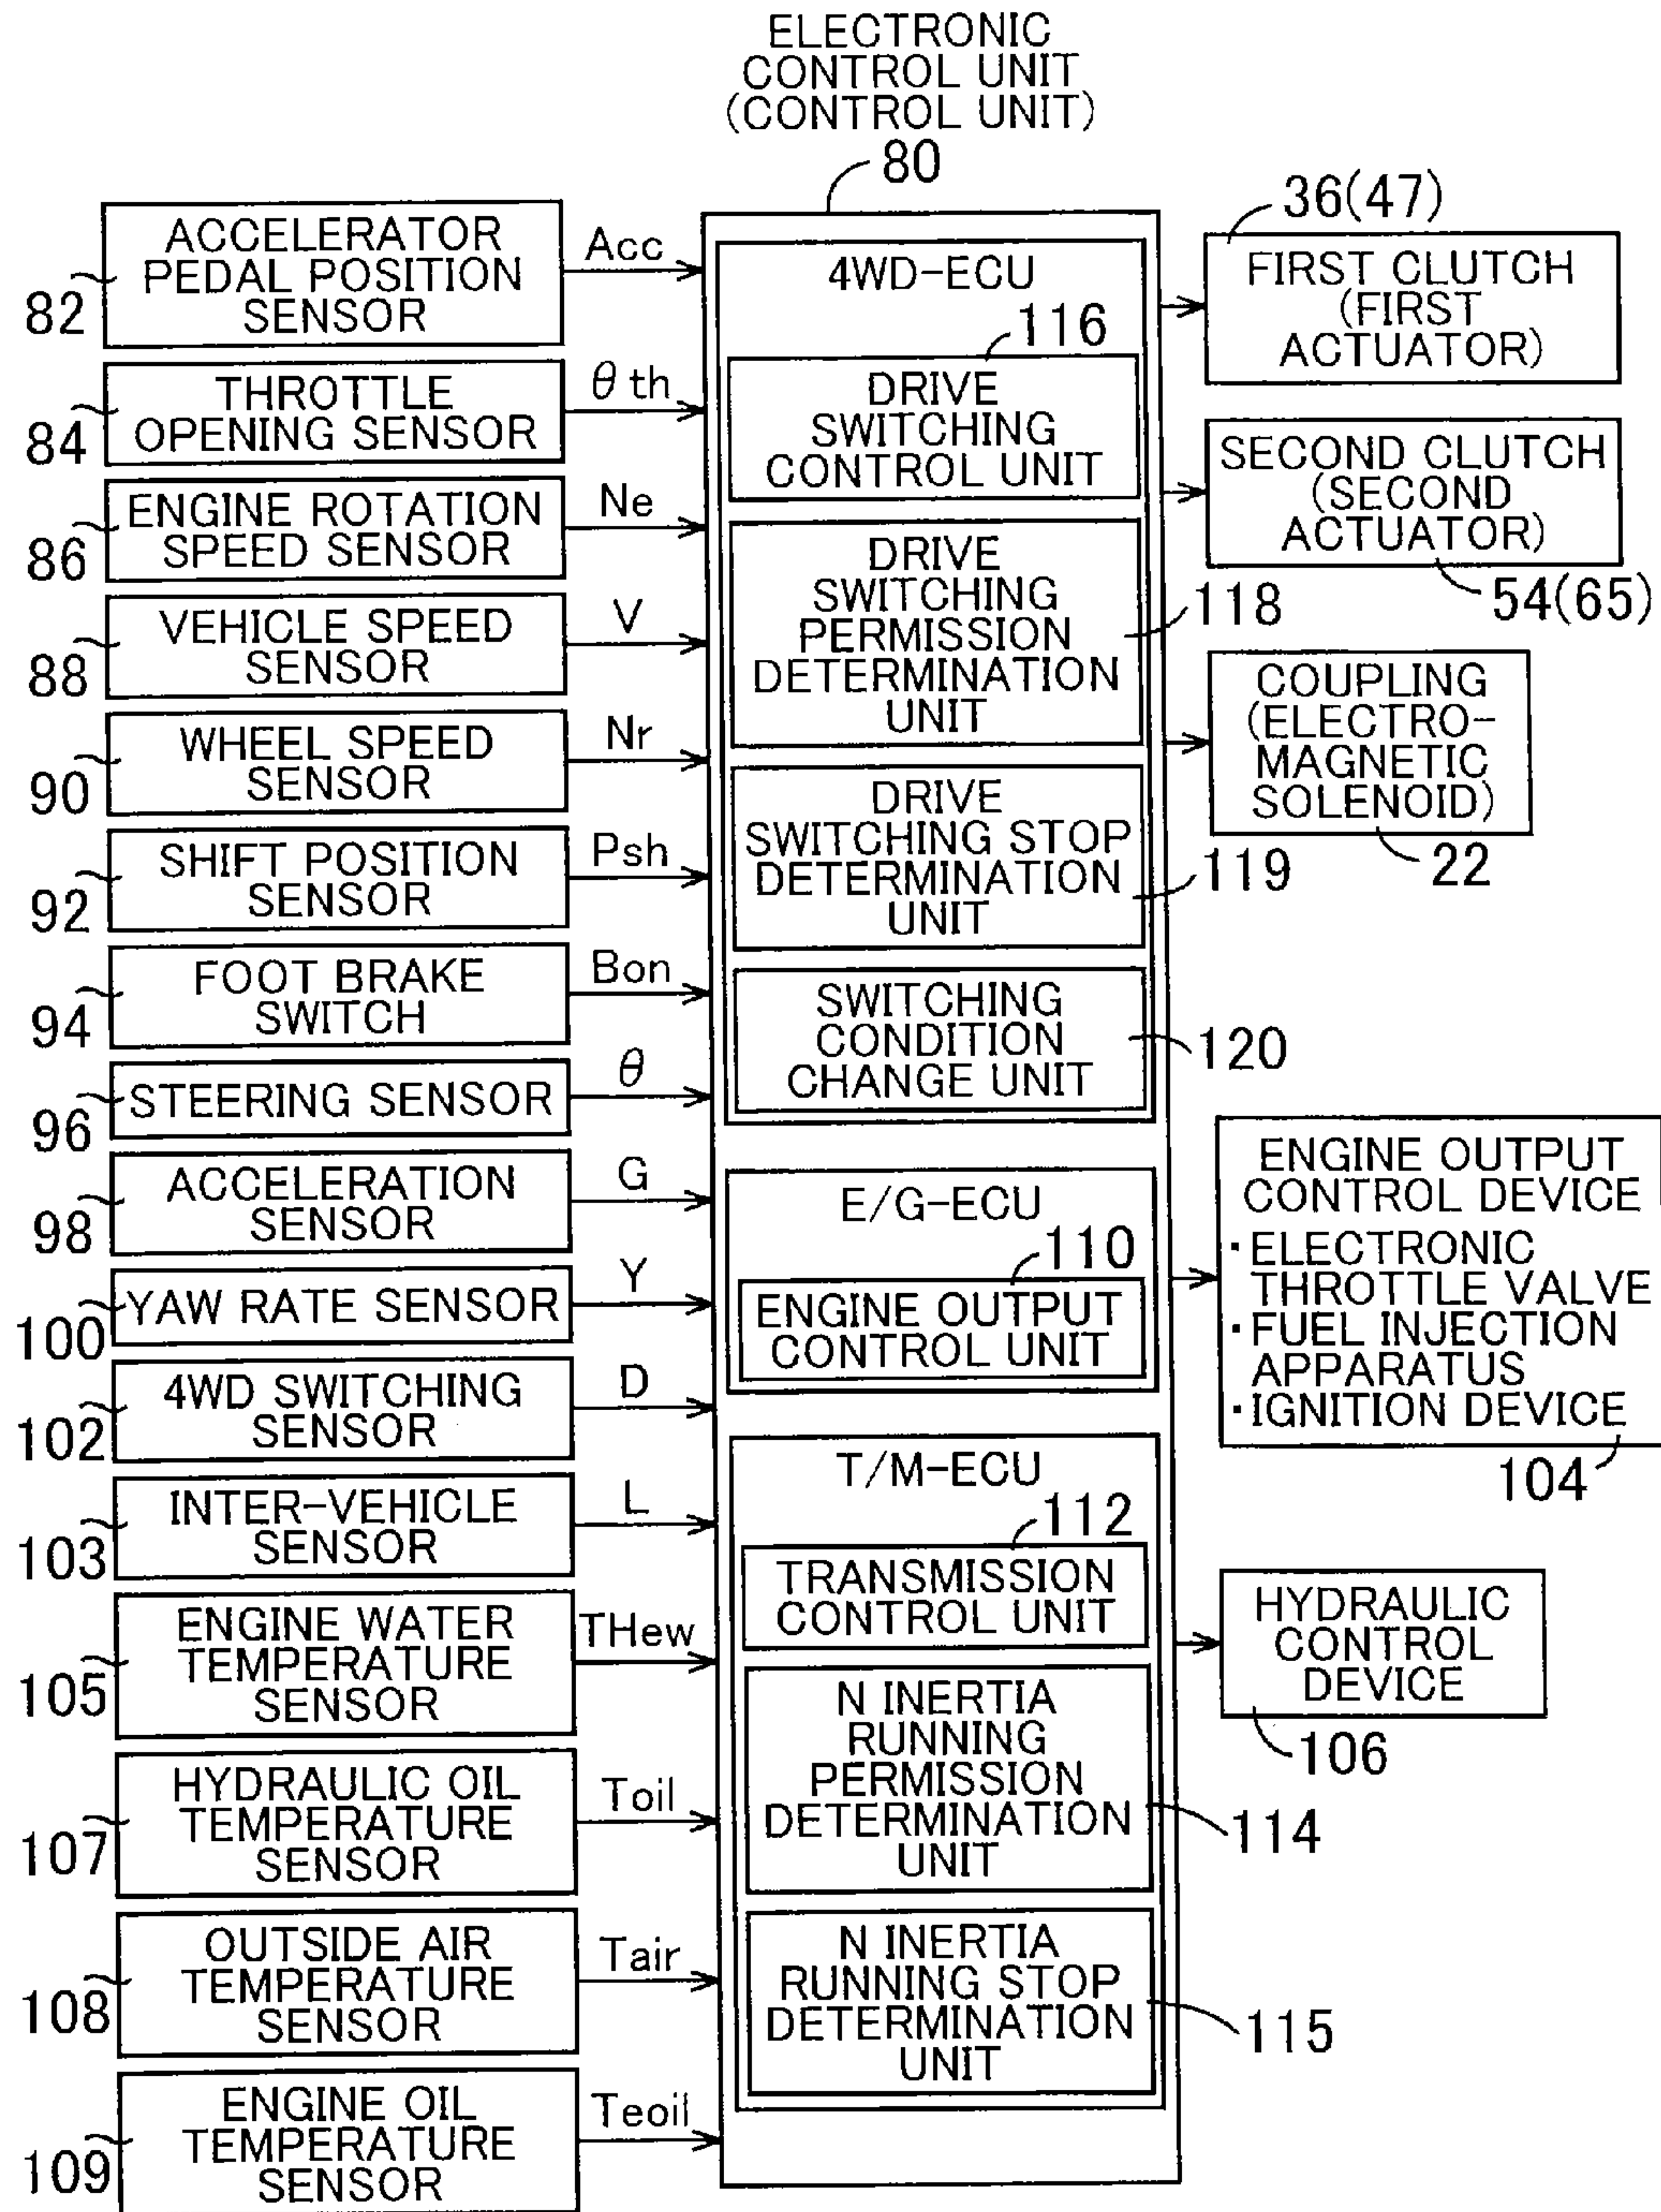 ELECTRONIC
CONTROL UNIT
(CONTROL UNIT)
80
ACCELERATOR
PEDAL POSITION
SENSOR
82
Acc
THROTTLE
OPENING SENSOR
84
θ th
ENGINE ROTATION
SPEED SENSOR
86
Ne
VEHICLE SPEED
SENSOR
88
V
WHEEL SPEED
SENSOR
90
Nr
SHIFT POSITION
SENSOR
92
Psh
FOOT BRAKE
SWITCH
94
Bon
STEERING SENSOR
96
θ
ACCELERATION
SENSOR
98
G
YAW RATE SENSOR
100
Y
4WD SWITCHING
SENSOR
102
D
INTER-VEHICLE
SENSOR
103
L
ENGINE WATER
TEMPERATURE
SENSOR
105
THew
HYDRAULIC OIL
TEMPERATURE
SENSOR
107
Toil
OUTSIDE AIR
TEMPERATURE
SENSOR
108
Tair
ENGINE OIL
TEMPERATURE
SENSOR
109
Teoil
4WD-ECU
116
DRIVE
SWITCHING
CONTROL UNIT
DRIVE
SWITCHING
PERMISSION
DETERMINATION
UNIT
118
DRIVE
SWITCHING STOP
DETERMINATION
UNIT
119
SWITCHING
CONDITION
CHANGE UNIT
120
E/G-ECU
110
ENGINE OUTPUT
CONTROL UNIT
T/M-ECU
112
TRANSMISSION
CONTROL UNIT
N INERTIA
RUNNING
PERMISSION
DETERMINATION
UNIT
114
N INERTIA
RUNNING STOP
DETERMINATION
UNIT
115
36(47)
FIRST CLUTCH
(FIRST
ACTUATOR)
SECOND CLUTCH
(SECOND
ACTUATOR)
54(65)
COUPLING
(ELECTRO-
MAGNETIC
SOLENOID)
22
ENGINE OUTPUT
CONTROL DEVICE
・ELECTRONIC
THROTTLE VALVE
・FUEL INJECTION
APPARATUS
・IGNITION DEVICE
104
HYDRAULIC
CONTROL
DEVICE
106